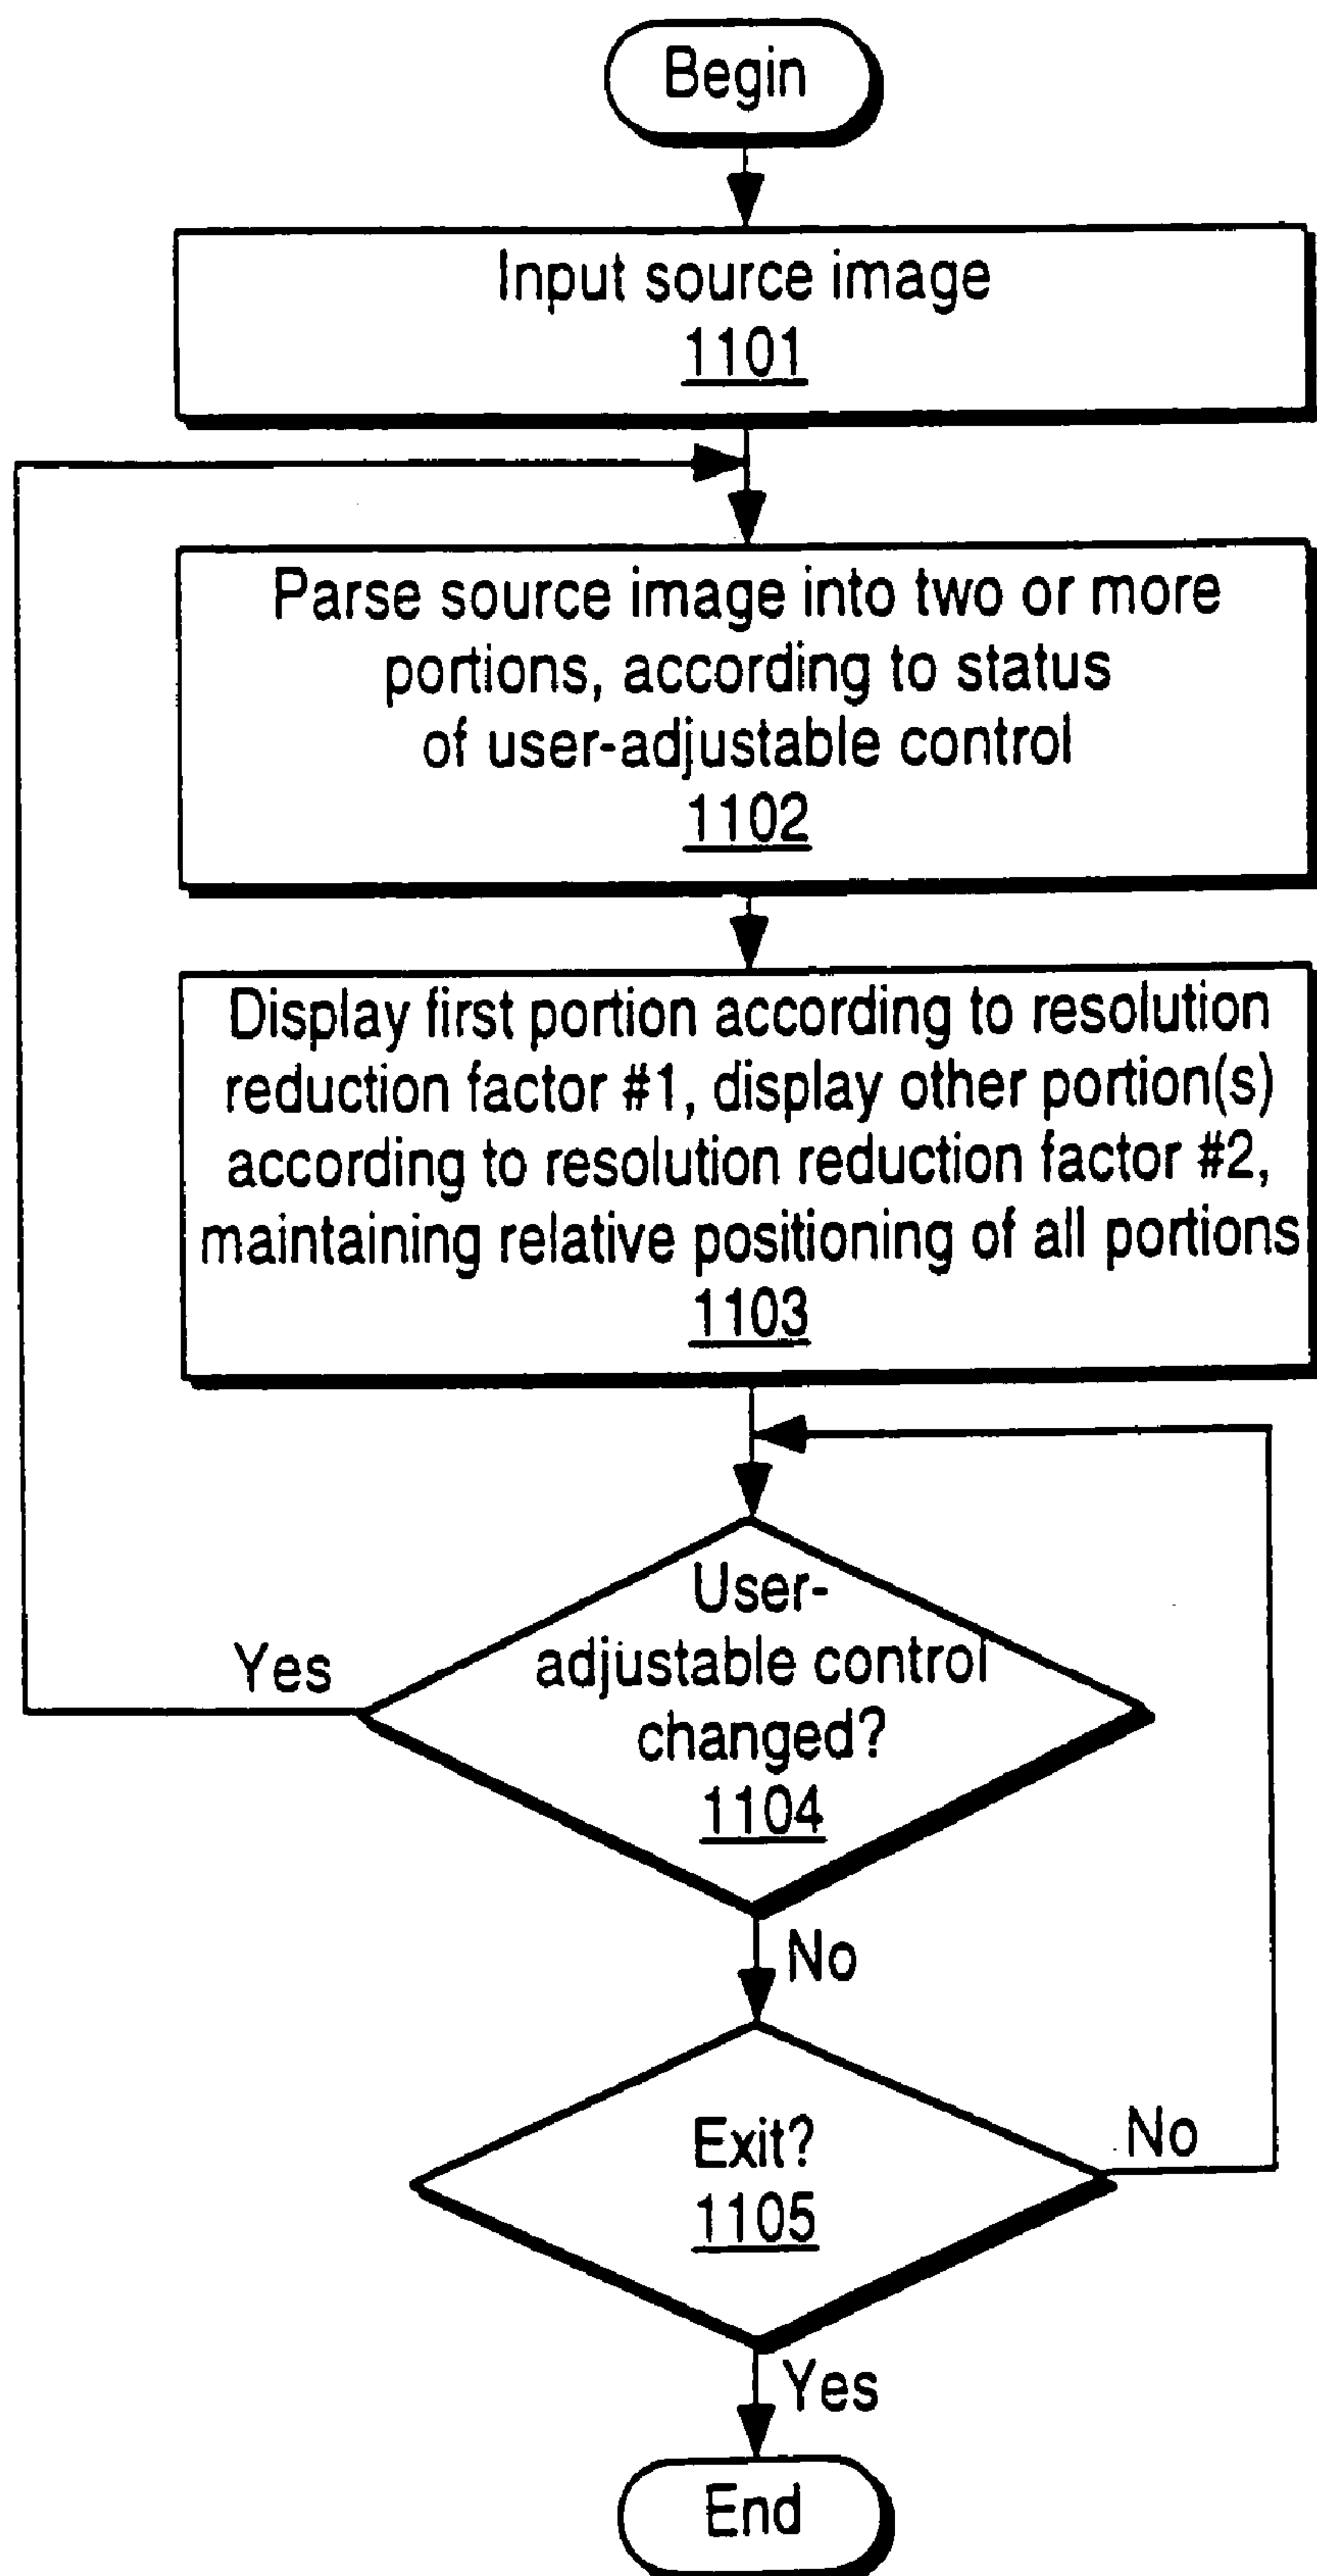 Begin
Input source image
1101
Parse source image into two or more
portions, according to status
of user-adjustable control
1102
Display first portion according to resolution
reduction factor #1, display other portion(s)
according to resolution reduction factor #2,
maintaining relative positioning of all portions
1103
User-
adjustable control
changed?
1104
Yes
No
Exit?
1105
No
Yes
End